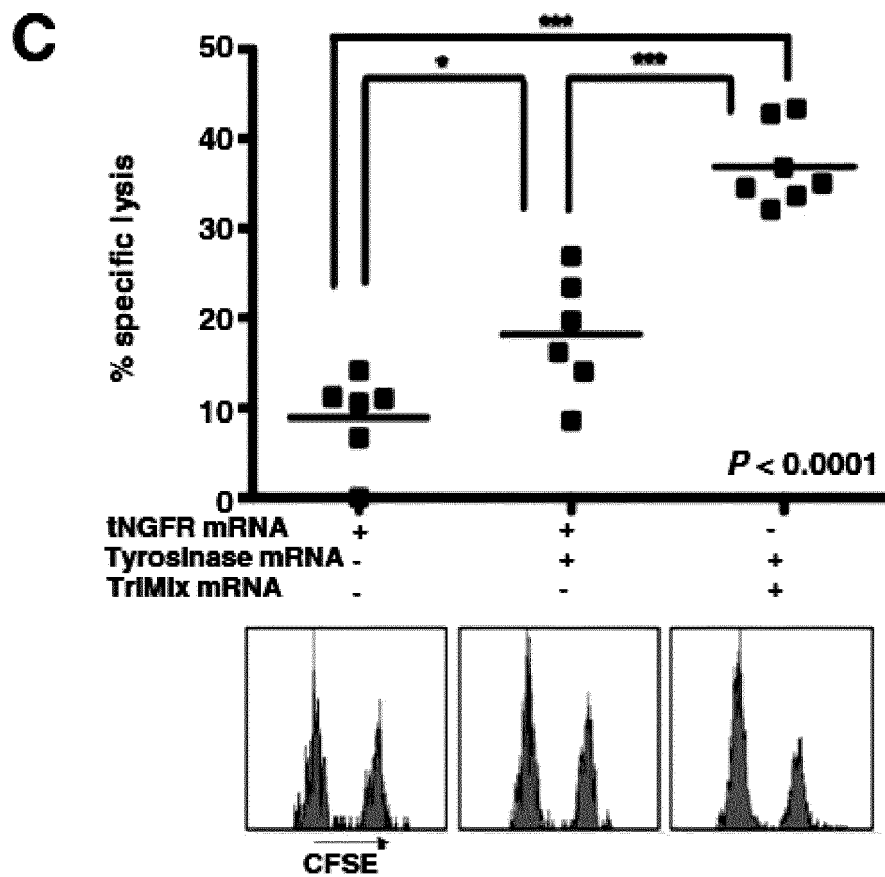 C
***
* ***
50
40
30
20
10
0
% specific lysis
P < 0.0001
tNGFR mRNA + + -
Tyrosinase mRNA - + +
TriMix mRNA - - +
CFSE